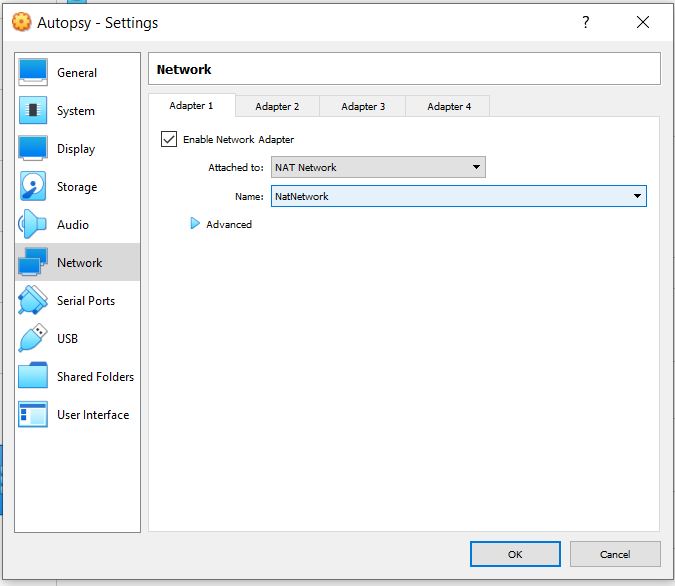 Autopsy - Settings
?
General
System
Display
Storage
Audio
Network
Serial Ports
USB
Shared Folders
User Interface
Network
Adapter 1 Adapter 2 Adapter 3 Adapter 4
Enable Network Adapter
Attached to: NAT Network
Name: NatNetwork
Advanced
OK Cancel